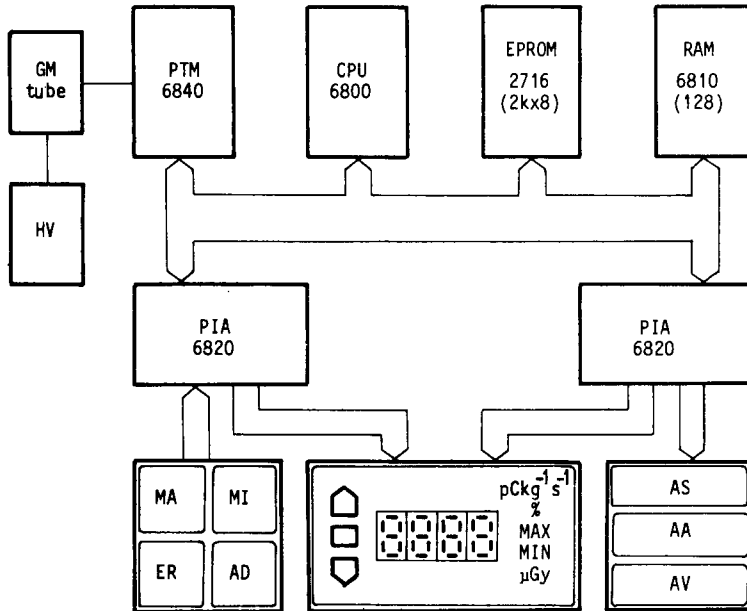 GM
tube
PTM
6840
CPU
6800
EPROM
2716
(2kx8)
RAM
6810
(128)
HV
PIA
6820
PIA
6820
MA
MI
ER
AD
8888
pCkg⁻¹s⁻¹
%
MAX
MIN
μGy
AS
AA
AV